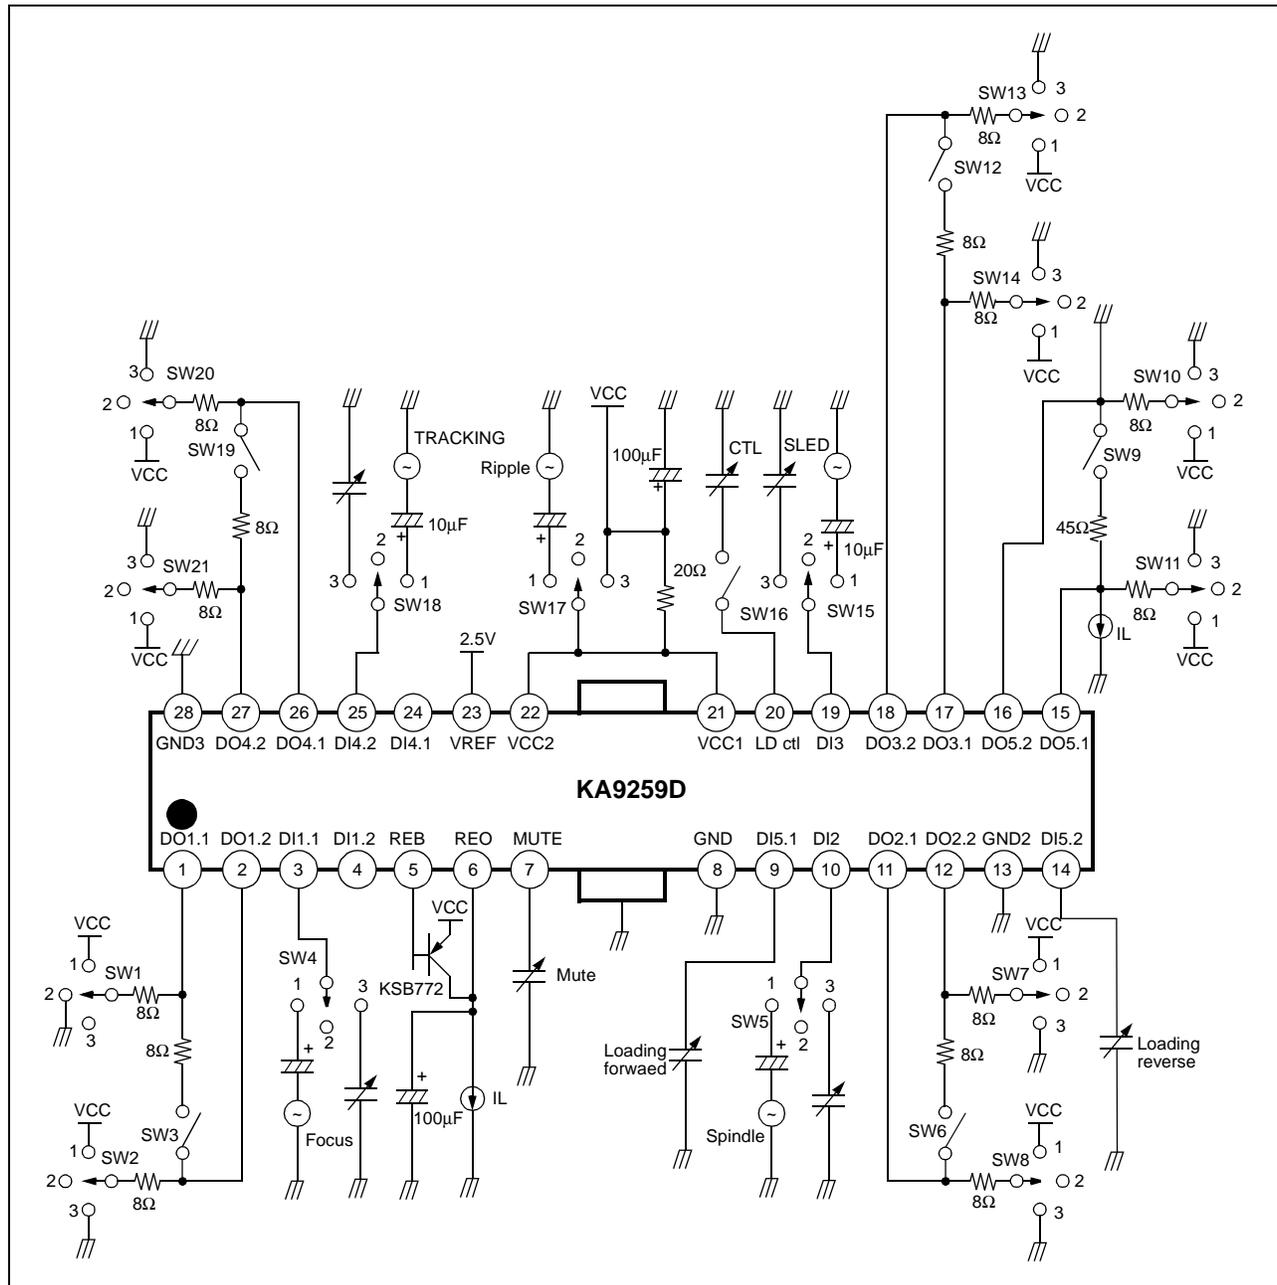 3
SW13
2
8Ω
1
SW12
VCC
8Ω
3
SW14
2
8Ω
1
VCC
3
SW20
2
8Ω
1
SW19
VCC
8Ω
3
SW21
2
8Ω
1
VCC
TRACKING
10µF
2
3
1
SW18
Ripple
VCC
100µF
+
+
+
2
1
3
SW17
20Ω
2.5V
CTL
SLED
SW16
10µF
+
2
3
1
SW15
SW10
3
2
8Ω
1
SW9
VCC
45Ω
3
SW11
2
8Ω
1
IL
VCC
28 27 26 25 24 23 22 21 20 19 18 17 16 15
GND3 DO4.2 DO4.1 DI4.2 DI4.1 VREF VCC2 VCC1 LD ctl DI3 DO3.2 DO3.1 DO5.2 DO5.1
KA9259D
DO1.1 DO1.2 DI1.1 DI1.2 REB REO MUTE GND DI5.1 DI2 DO2.1 DO2.2 GND2 DI5.2
1 2 3 4 5 6 7 8 9 10 11 12 13 14
VCC
1
SW1
2
8Ω
3
8Ω
VCC
SW3
1
SW2
2
8Ω
3
SW4
1
3
2
+
Focus
VCC
KSB772
+
100µF
IL
Mute
Loading
forwaed
1
3
SW5
2
+
Spindle
VCC
1
SW7
2
8Ω
3
8Ω
Loading
reverse
VCC
SW6
1
SW8
2
8Ω
3